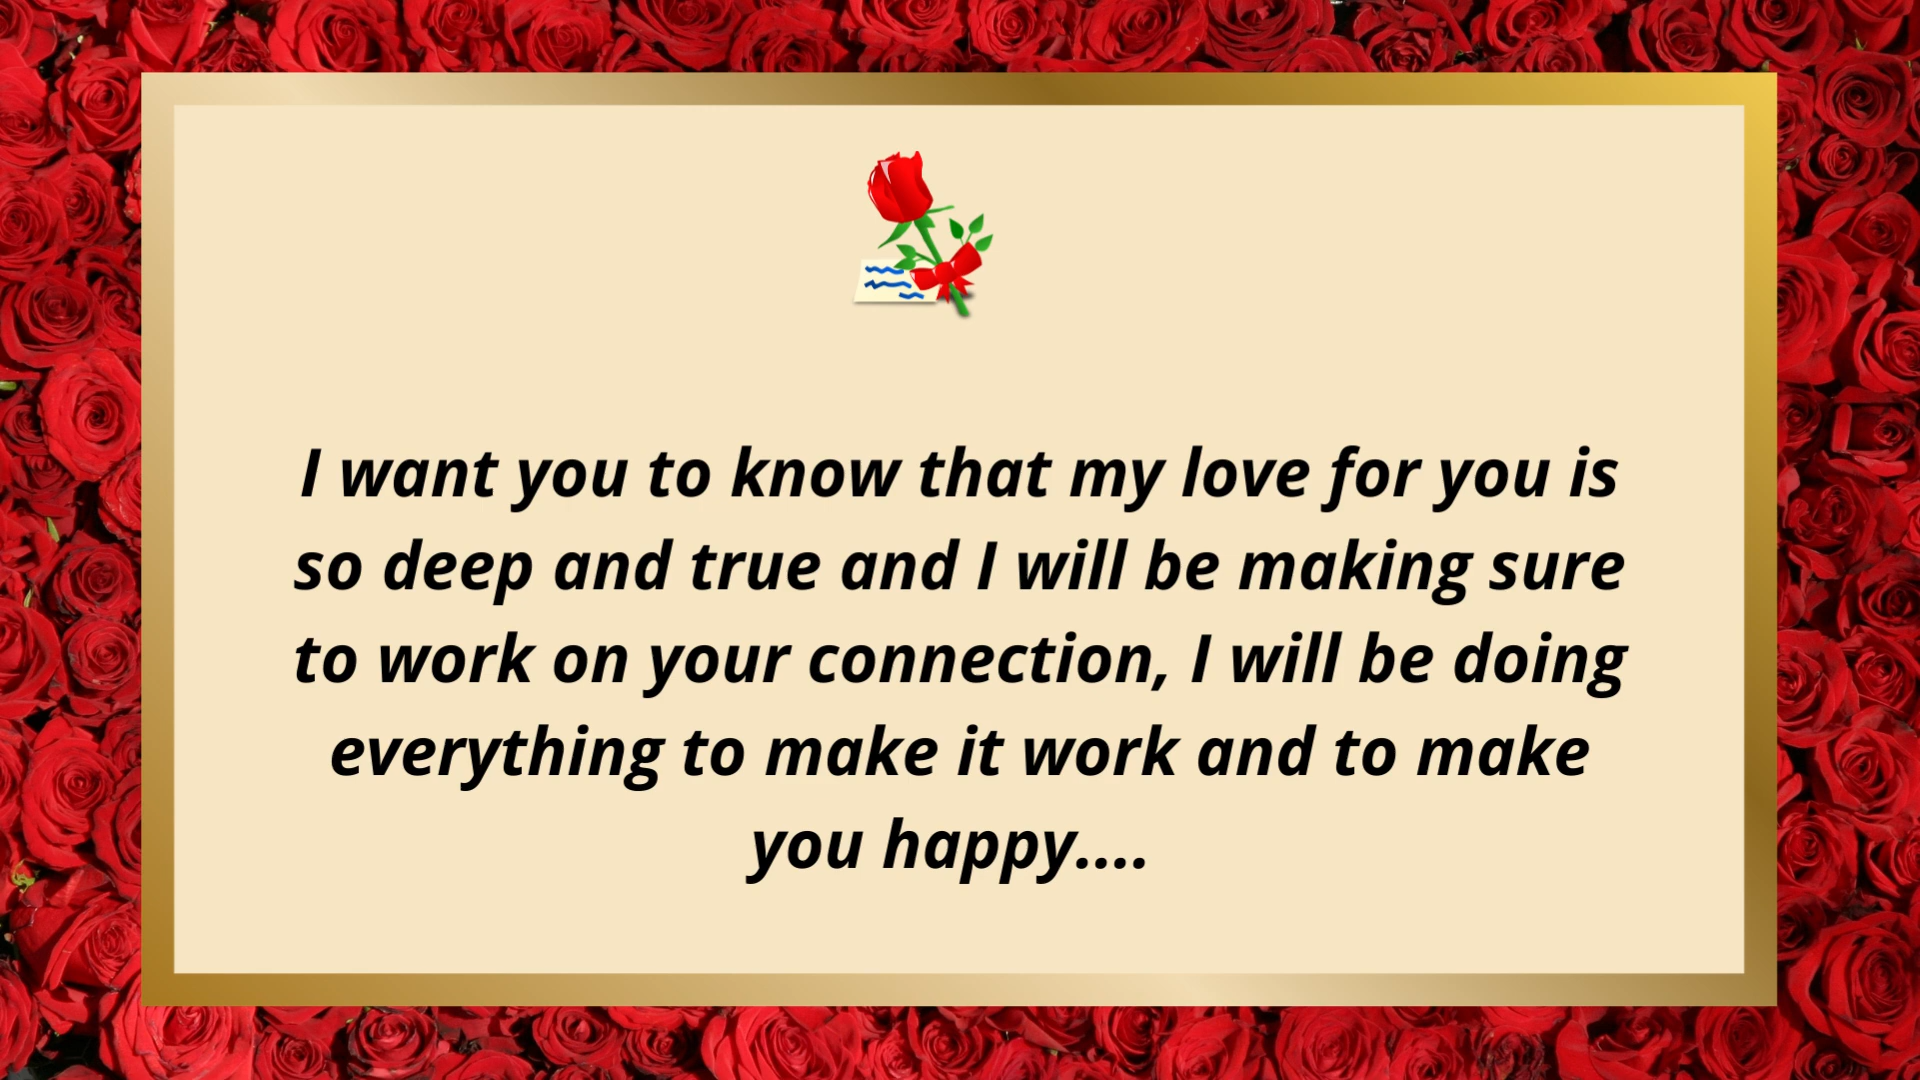 I want you to know that my love for you is
so deep and true and I will be making sure
to work on your connection, I will be doing
everything to make it work and to make
you happy....